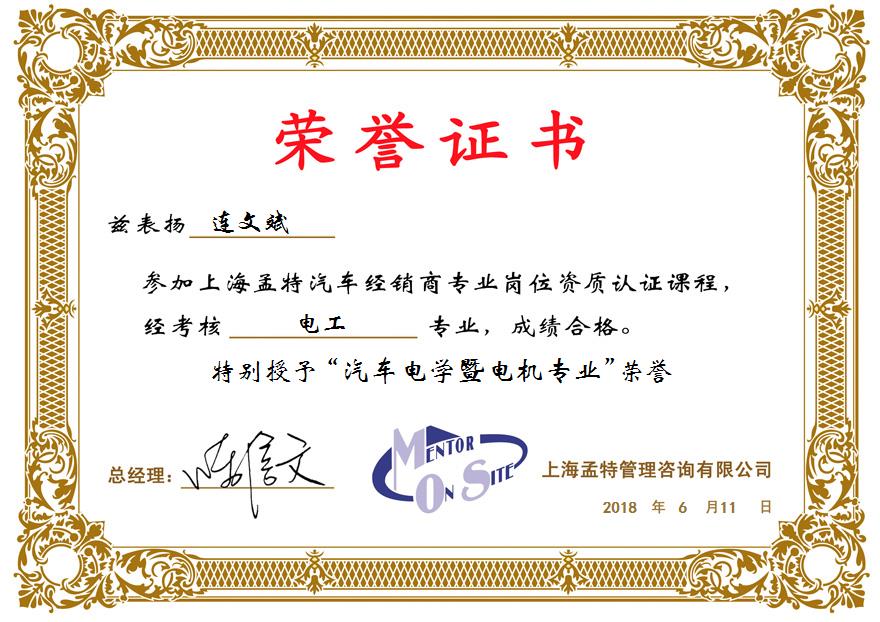 荣誉证书
兹表扬 连文斌
参加上海孟特汽车经销商专业岗位资质认证课程，
经考核 电工 专业，成绩合格。
特别授予“汽车电学暨电机专业”荣誉
总经理：
MENTOR
ON SITE
上海孟特管理咨询有限公司
2018 年 6 月11 日